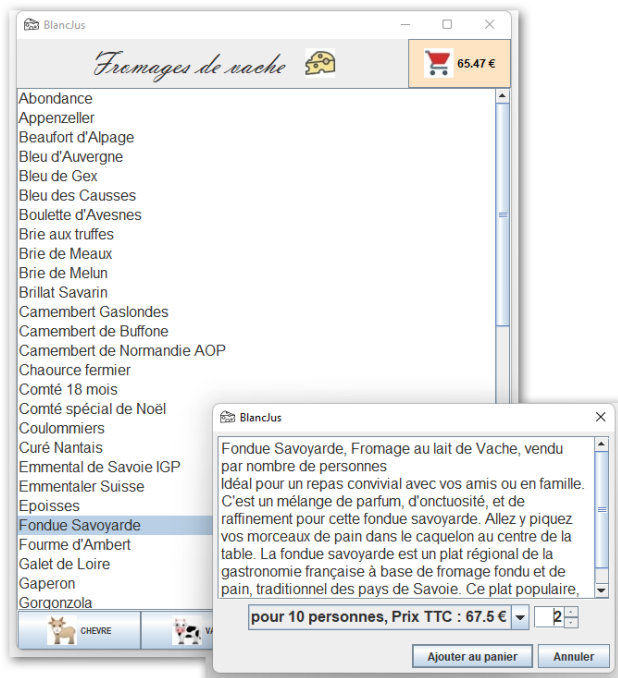 BlancJus
Fromages de vache
65.47 €
Abondance
Appenzeller
Beaufort d'Alpage
Bleu d'Auvergne
Bleu de Gex
Bleu des Causses
Boulette d'Avesnes
Brie aux truffes
Brie de Meaux
Brie de Melun
Brillat Savarin
Camembert Gaslondes
Camembert de Buffone
Camembert de Normandie AOP
Chaource fermier
Comté 18 mois
Comté spécial de Noël
Coulommiers
Curé Nantais
Emmental de Savoie IGP
Emmentaler Suisse
Epoisses
Fondue Savoyarde
Fourme d'Ambert
Galet de Loire
Gaperon
Gorgonzola
CHEVRE
BlancJus
Fondue Savoyarde, Fromage au lait de Vache, vendu
par nombre de personnes
Idéal pour un repas convivial avec vos amis ou en famille.
C'est un mélange de parfum, d'onctuosité, et de
raffinement pour cette fondue savoyarde. Allez y piquez
vos morceaux de pain dans le caquelon au centre de la
table. La fondue savoyarde est un plat régional de la
gastronomie française à base de fromage fondu et de
pain, traditionnel des pays de Savoie. Ce plat populaire,
pour 10 personnes, Prix TTC : 67.5 €
2
Ajouter au panier
Annuler